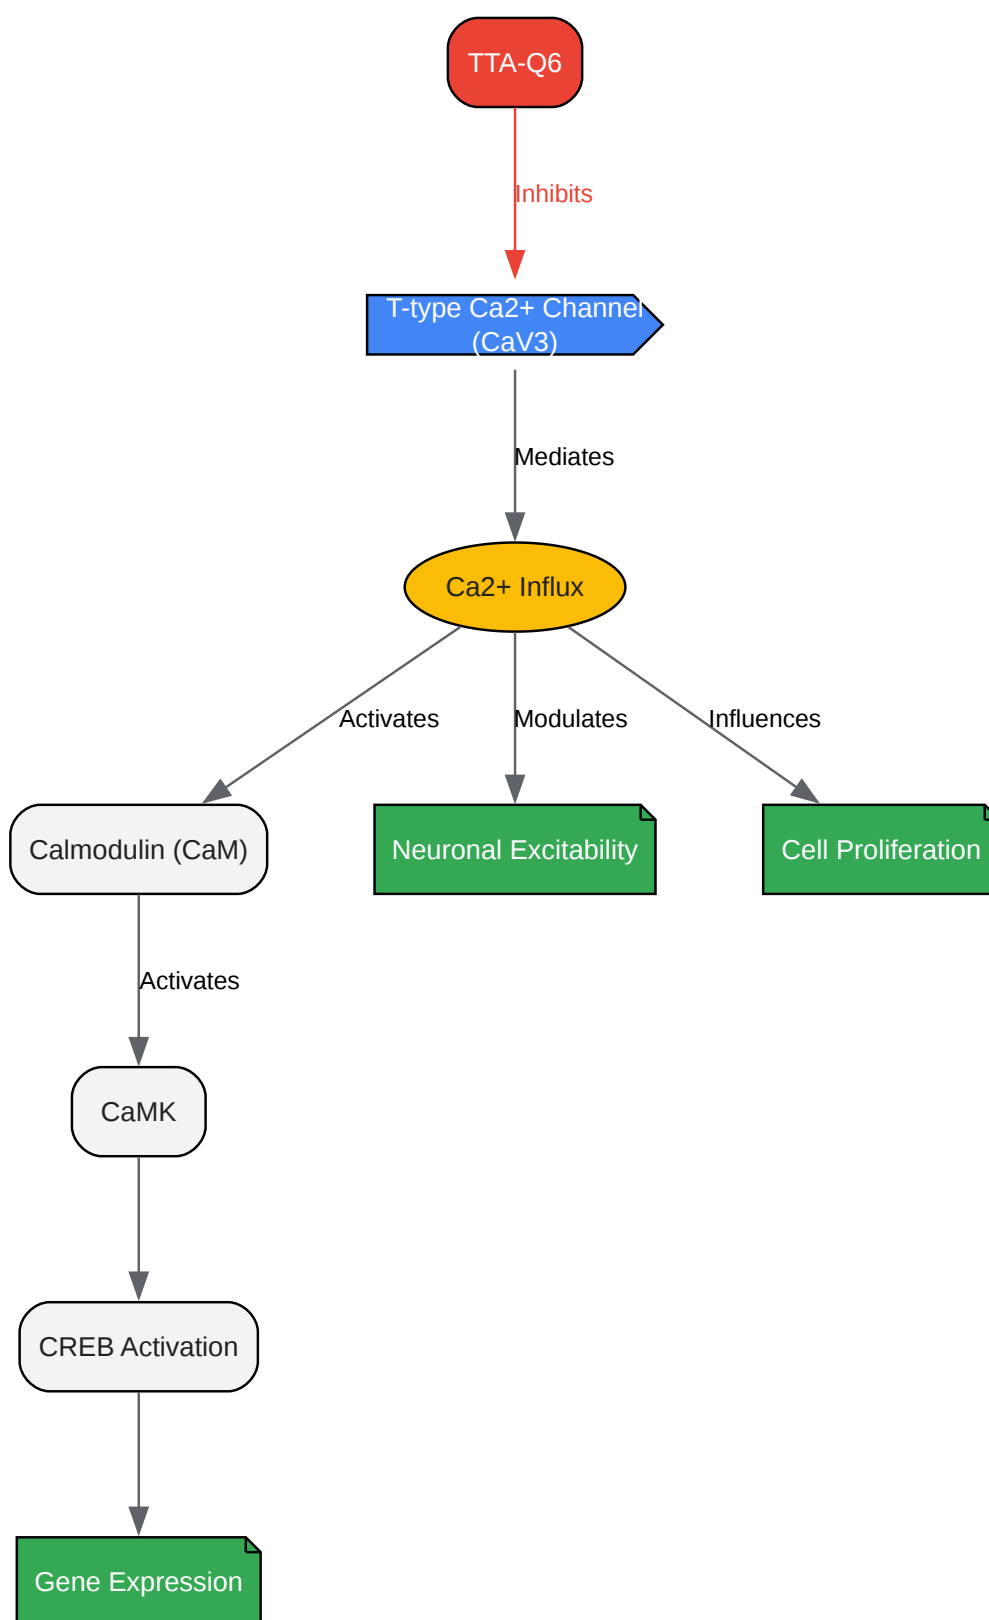 TTA-Q6
Inhibits
T-type Ca2+ Channel
(CaV3)
Mediates
Ca2+ Influx
Activates
Modulates
Influences
Calmodulin (CaM)
Neuronal Excitability
Cell Proliferation
Activates
CaMK
CREB Activation
Gene Expression